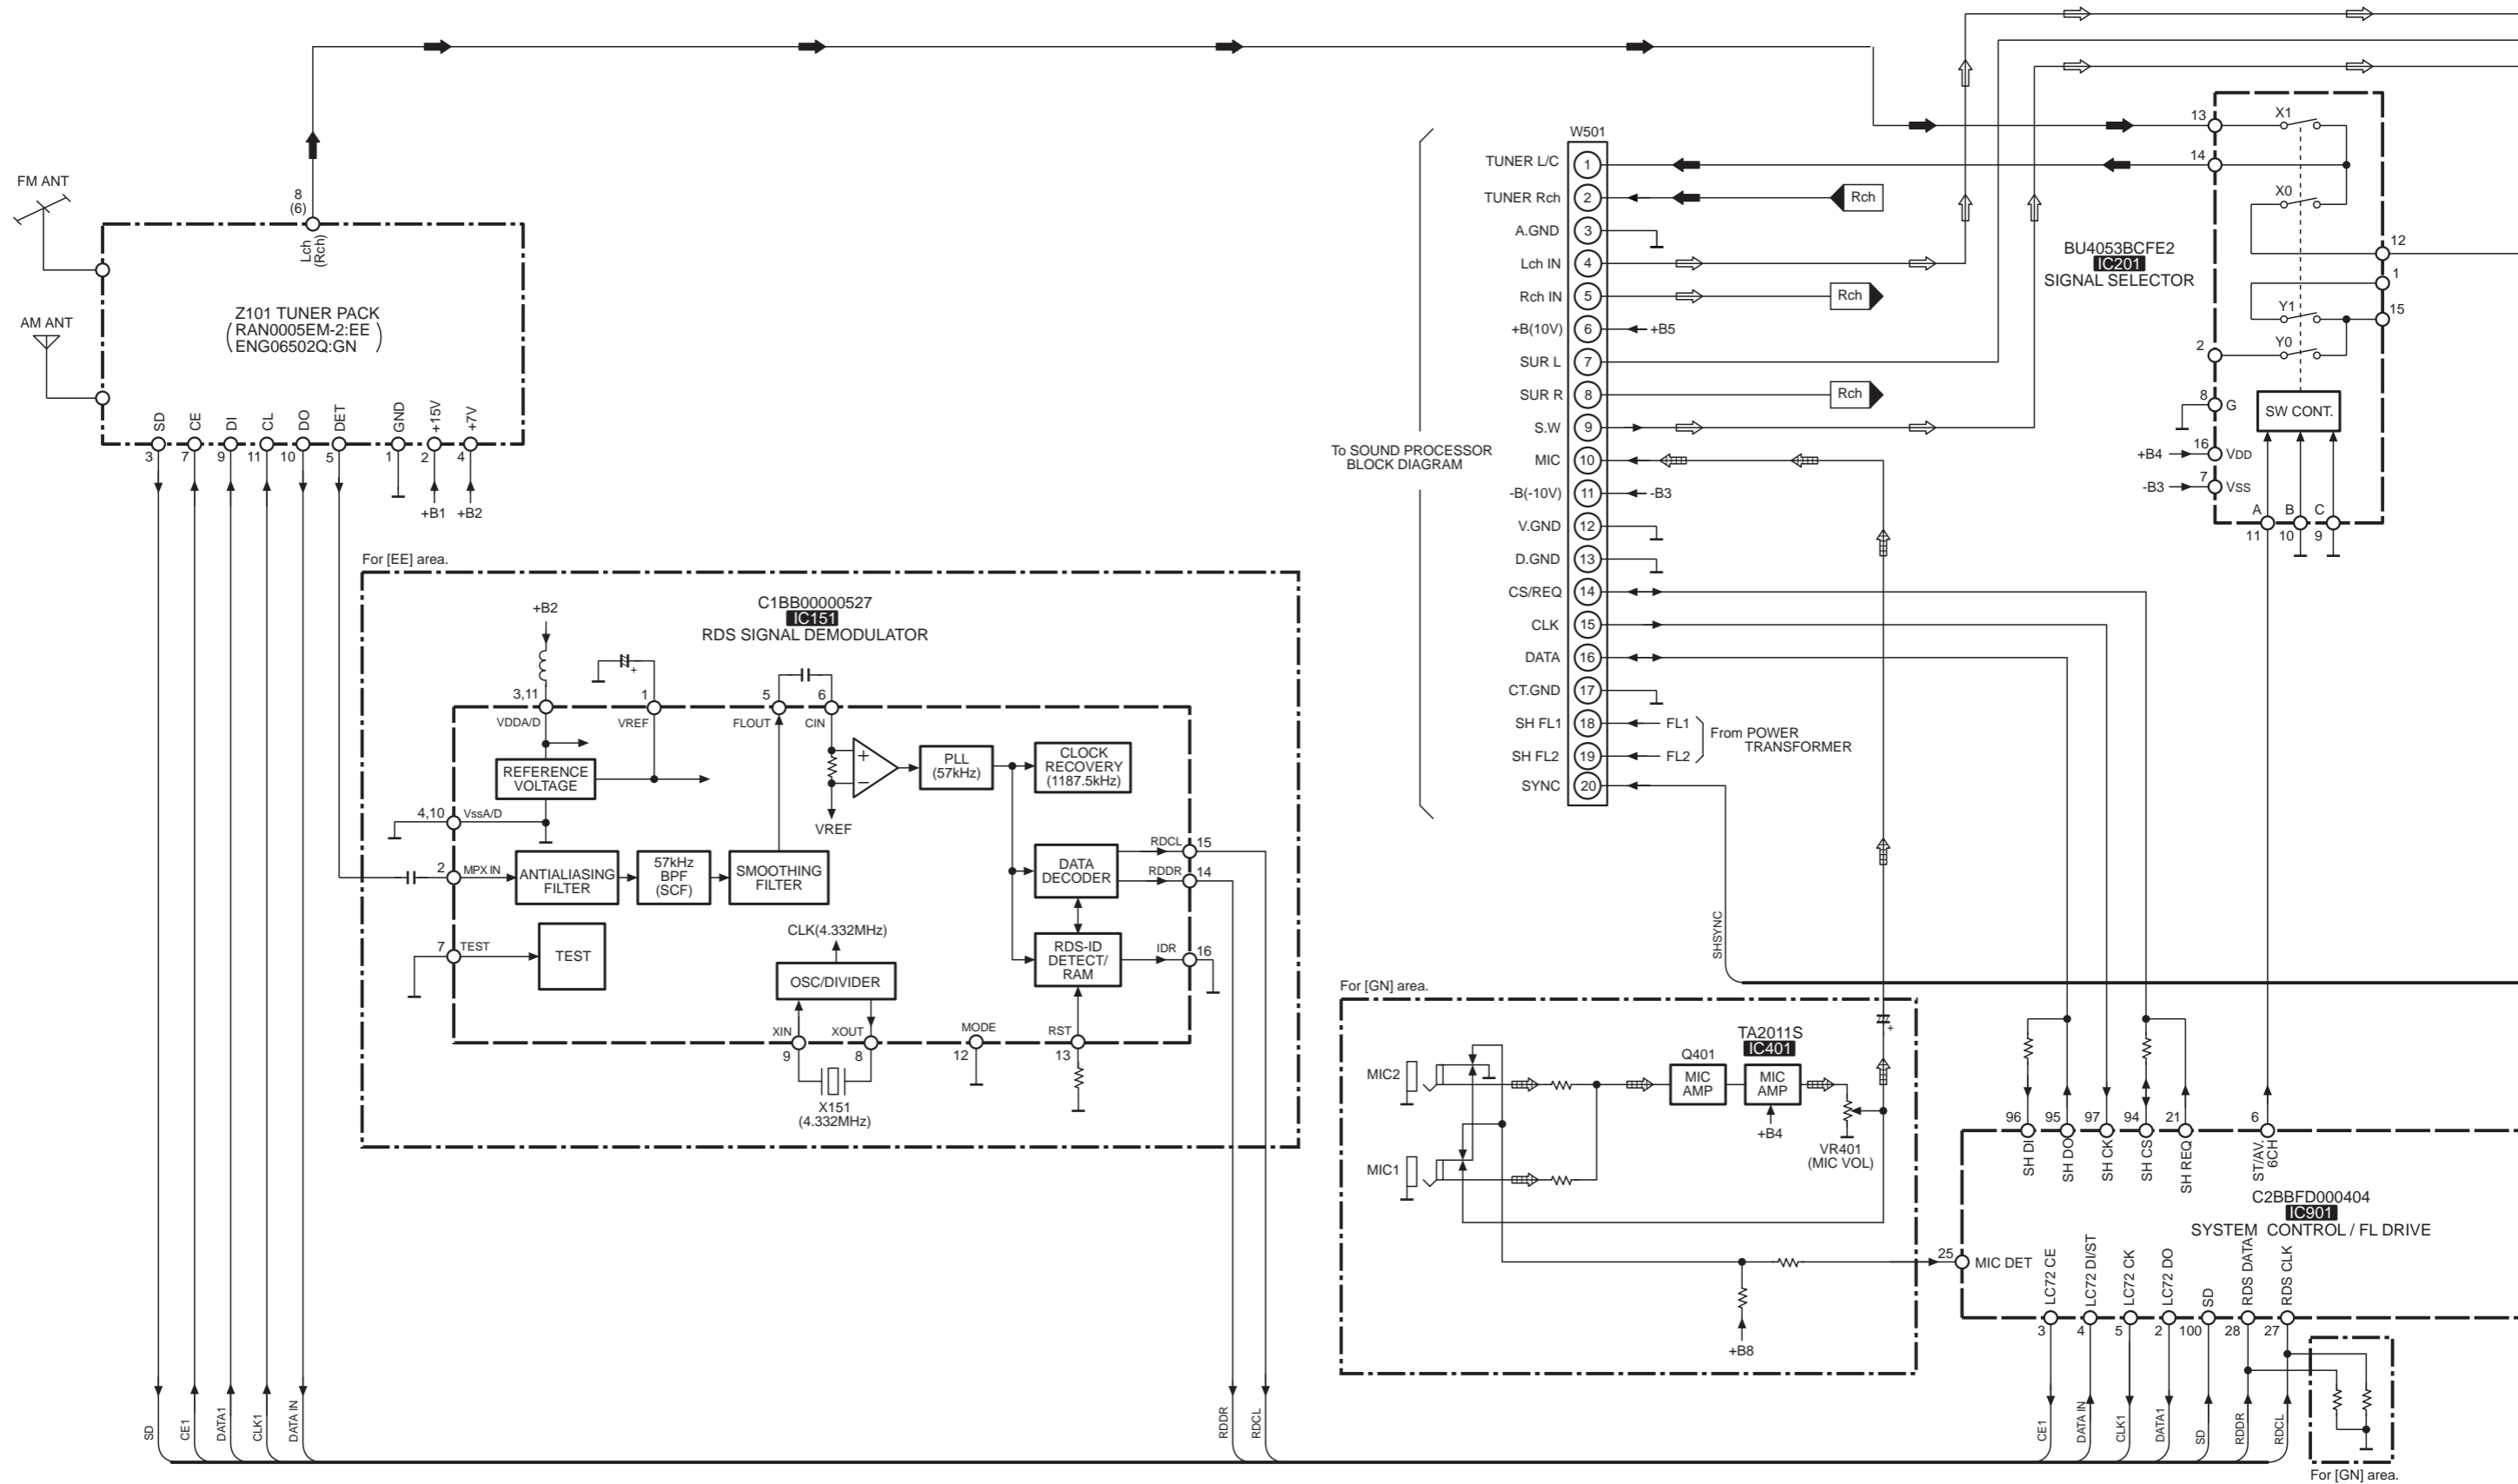 FM ANT
AM ANT
8
(6)
Lch
(Rch)
Z101 TUNER PACK
RAN0005EM-2:EE
ENG06502Q:GN
SD
CE
DI
CL
DO
DET
GND
+15V
+7V
3
7
9
11
10
5
1
2
4
+B1
+B2
For [EE] area.
C1BB00000527
IC151
RDS SIGNAL DEMODULATOR
+B2
+
3,11
1
5
6
VDDA/D
VREF
FLOUT
CIN
REFERENCE
VOLTAGE
+
−
PLL
(57kHz)
CLOCK
RECOVERY
(1187.5kHz)
VREF
4,10
VssA/D
2
MPX IN
ANTIALIASING
FILTER
57kHz
BPF
(SCF)
SMOOTHING
FILTER
DATA
DECODER
RDCL
15
RDDR
14
7
TEST
TEST
CLK(4.332MHz)
OSC/DIVIDER
RDS-ID
DETECT/
RAM
IDR
16
XIN
XOUT
MODE
RST
9
8
12
13
X151
(4.332MHz)
To SOUND PROCESSOR
BLOCK DIAGRAM
W501
TUNER L/C
1
TUNER Rch
2
Rch
A.GND
3
Lch IN
4
Rch IN
5
Rch
+B(10V)
6
+B5
SUR L
7
SUR R
8
Rch
S.W
9
MIC
10
-B(-10V)
11
-B3
V.GND
12
D.GND
13
CS/REQ
14
CLK
15
DATA
16
CT.GND
17
SH FL1
18
FL1
SH FL2
19
FL2
From POWER
TRANSFORMER
SYNC
20
SHSYNC
BU4053BCFE2
IC201
SIGNAL SELECTOR
13
X1
14
X0
12
1
Y1
15
2
Y0
8
G
SW CONT.
+B4
16
VDD
-B3
7
VSS
A
B
C
11
10
9
For [GN] area.
MIC2
MIC1
Q401
MIC
AMP
TA2011S
IC401
MIC
AMP
+B4
+
VR401
(MIC VOL)
+B8
96
95
97
94
21
6
SH DI
SH DO
SH CK
SH CS
SH REQ
ST/AV.
6CH
C2BBFD000404
IC901
SYSTEM CONTROL / FL DRIVE
25
MIC DET
LC72 CE
LC72 DI/ST
LC72 CK
LC72 DO
SD
RDS DATA
RDS CLK
3
4
5
2
100
28
27
SD
CE1
DATA1
CLK1
DATA IN
RDDR
RDCL
CE1
DATA IN
CLK1
DATA1
SD
RDDR
RDCL
For [GN] area.